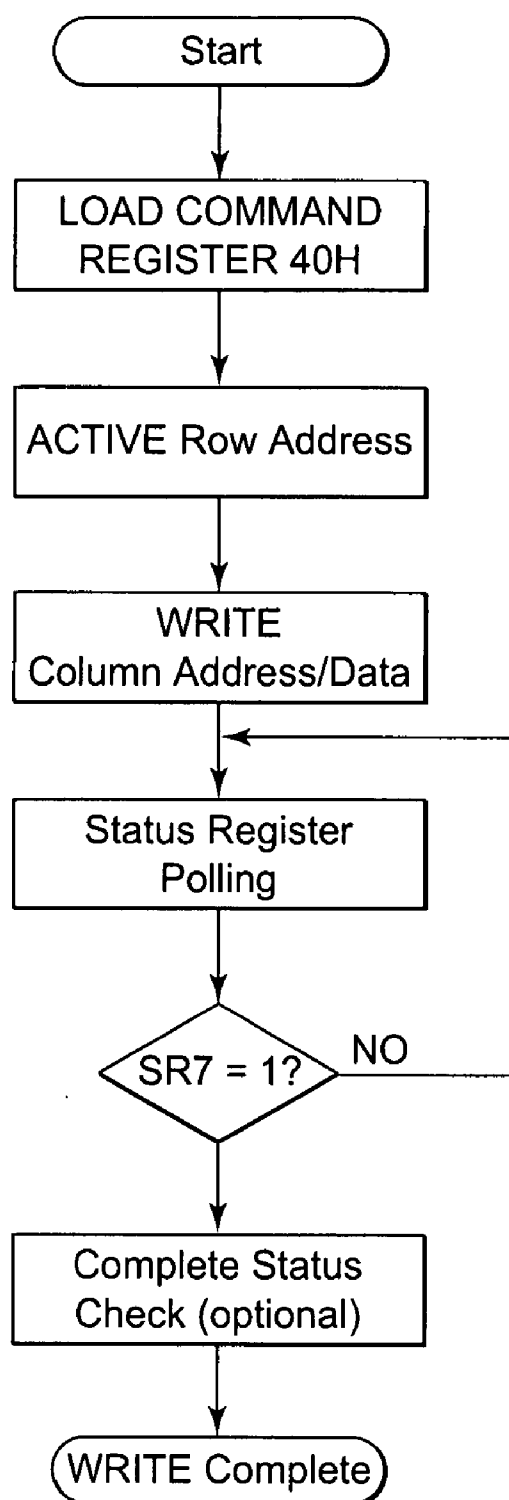 Start
LOAD COMMAND
REGISTER 40H
ACTIVE Row Address
WRITE
Column Address/Data
Status Register
Polling
SR7 = 1?
NO
Complete Status
Check (optional)
WRITE Complete